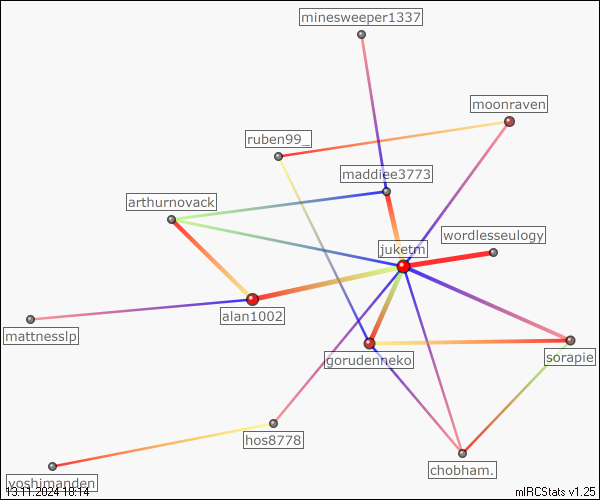 minesweeper1337
moonraven
ruben99_
maddiee3773
arthurnovack
wordlesseulogy
juketm
alan1002
mattnesslp
gorudenneko
sorapie
hos8778
chobham.
yoshimanden
13.11.2024 18:14
mIRCStats v1.25